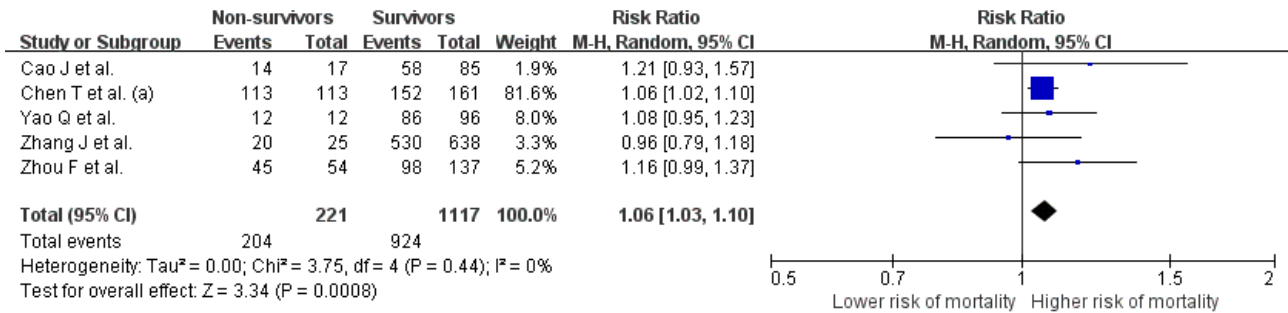 Non-survivors Survivors Risk Ratio Risk Ratio
Study or Subgroup Events Total Events Total Weight M-H, Random, 95% CI M-H, Random, 95% CI
Cao J et al. 14 17 58 85 1.9% 1.21 [0.93, 1.57]
Chen T et al. (a) 113 113 152 161 81.6% 1.06 [1.02, 1.10]
Yao Q et al. 12 12 86 96 8.0% 1.08 [0.95, 1.23]
Zhang J et al. 20 25 530 638 3.3% 0.96 [0.79, 1.18]
Zhou F et al. 45 54 98 137 5.2% 1.16 [0.99, 1.37]
Total (95% CI) 221 1117 100.0% 1.06 [1.03, 1.10]
Total events 204 924
Heterogeneity: Tau² = 0.00; Chi² = 3.75, df = 4 (P = 0.44); I² = 0%
Test for overall effect: Z = 3.34 (P = 0.0008)
0.5 0.7 1 1.5 2
Lower risk of mortality Higher risk of mortality